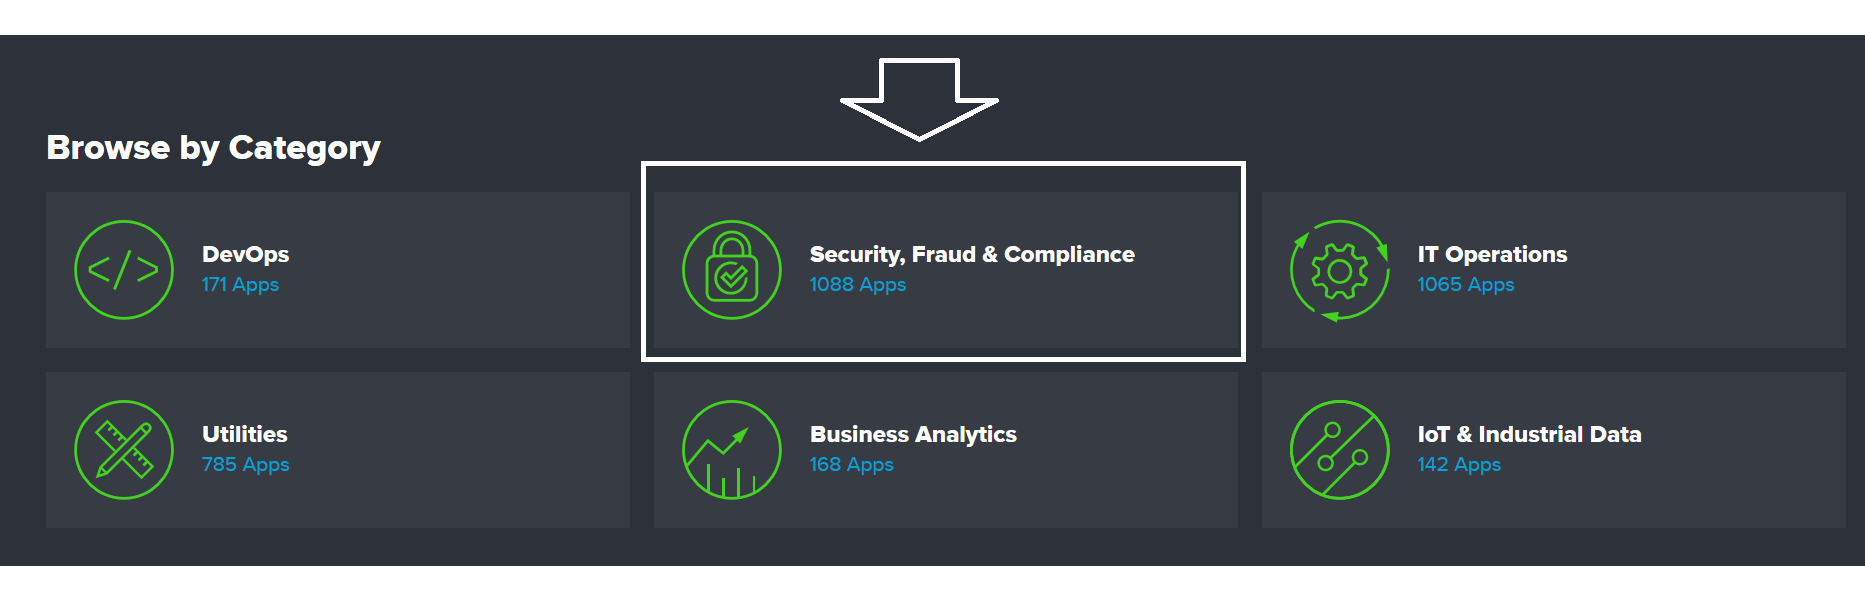 Browse by Category
DevOps
171 Apps
Security, Fraud & Compliance
1088 Apps
IT Operations
1065 Apps
Utilities
785 Apps
Business Analytics
168 Apps
IoT & Industrial Data
142 Apps